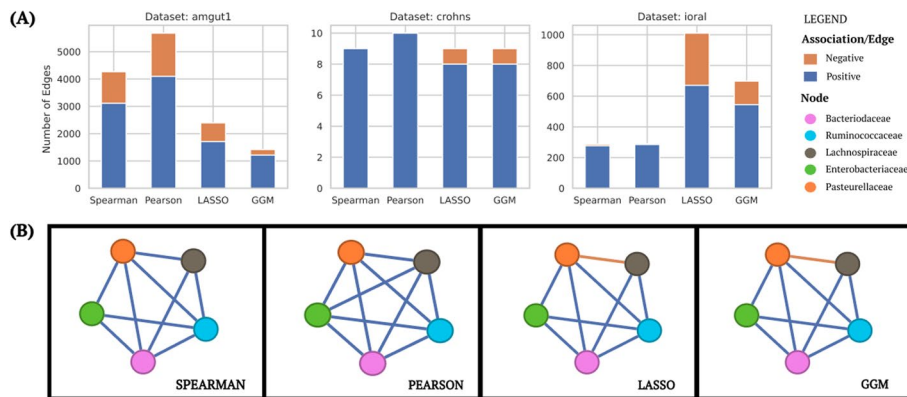 (A)
Dataset: amgut1
Dataset: crohns
Dataset: ioral
LEGEND
Association/Edge
Negative
Positive
Node
Bacteriodaceae
Ruminococcaceae
Lachnospiraceae
Enterobacteriaceae
Pasteurellaceae
Number of Edges
5000
4000
3000
2000
1000
0
Spearman Pearson LASSO GGM
10
8
6
4
2
0
Spearman Pearson LASSO GGM
1000
800
600
400
200
0
Spearman Pearson LASSO GGM
(B)
SPEARMAN
PEARSON
LASSO
GGM